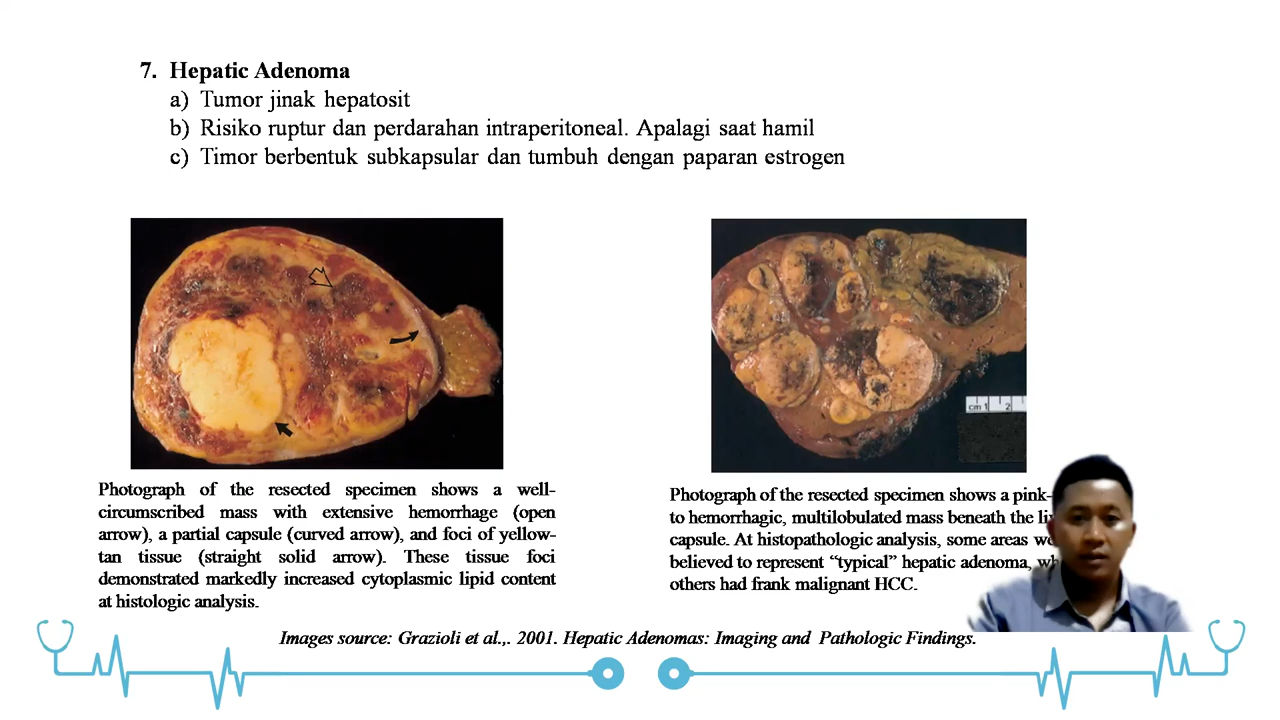 7. Hepatic Adenoma
a) Tumor jinak hepatosit
b) Risiko ruptur dan perdarahan intraperitoneal. Apalagi saat hamil
c) Timor berbentuk subkapsular dan tumbuh dengan paparan estrogen
cm 1 2
Photograph of the resected specimen shows a well-
circumscribed mass with extensive hemorrhage (open
arrow), a partial capsule (curved arrow), and foci of yellow-
tan tissue (straight solid arrow). These tissue foci
demonstrated markedly increased cytoplasmic lipid content
at histologic analysis.
Photograph of the resected specimen shows a pink-
to hemorrhagic, multilobulated mass beneath the
capsule. At histopathologic analysis, some areas
believed to represent “typical” hepatic adenoma,
others had frank malignant HCC.
Images source: Grazioli et al.,. 2001. Hepatic Adenomas: Imaging and Pathologic Findings.